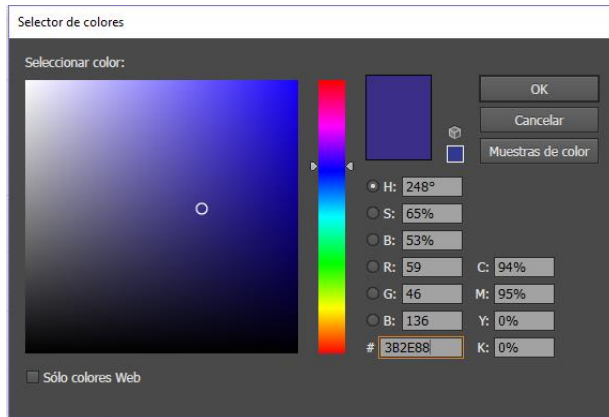 Selector de colores
Seleccionar color:
OK
Cancelar
Muestras de color
H: 248°
S: 65%
B: 53%
R: 59 C: 94%
G: 46 M: 95%
B: 136 Y: 0%
# 3B2E88 K: 0%
Sólo colores Web